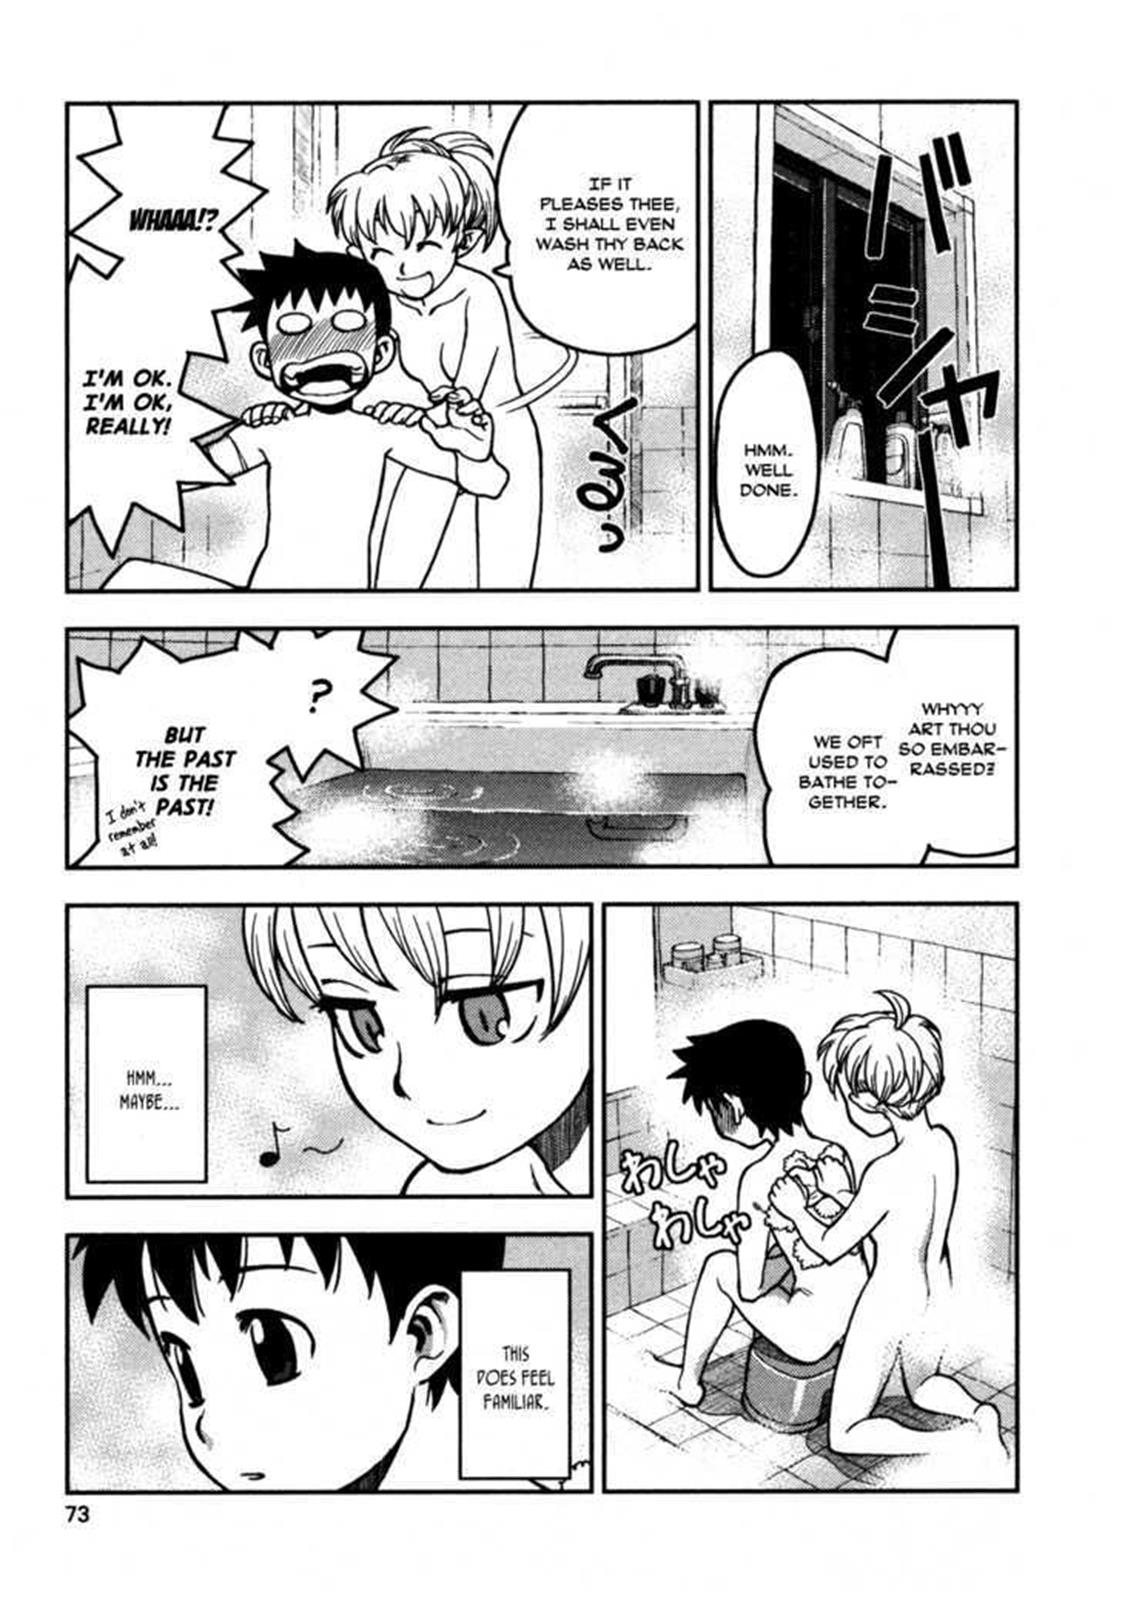 バシャ
HMM.
WELL
DONE.
IF IT
PLEASES THEE,
I SHALL EVEN
WASH THY BACK
AS WELL.
WHAAA!?
I'M OK.
I'M OK,
REALLY!
WHYYY
ART THOU
SO EMBAR-
RASSED?
WE OFT
USED TO
BATHE TO-
GETHER.
?
BUT
THE PAST
IS THE
PAST!
I don't
remember
at all!
わしゃ
わしゃ
HMM...
MAYBE...
THIS
DOES FEEL
FAMILIAR.
73